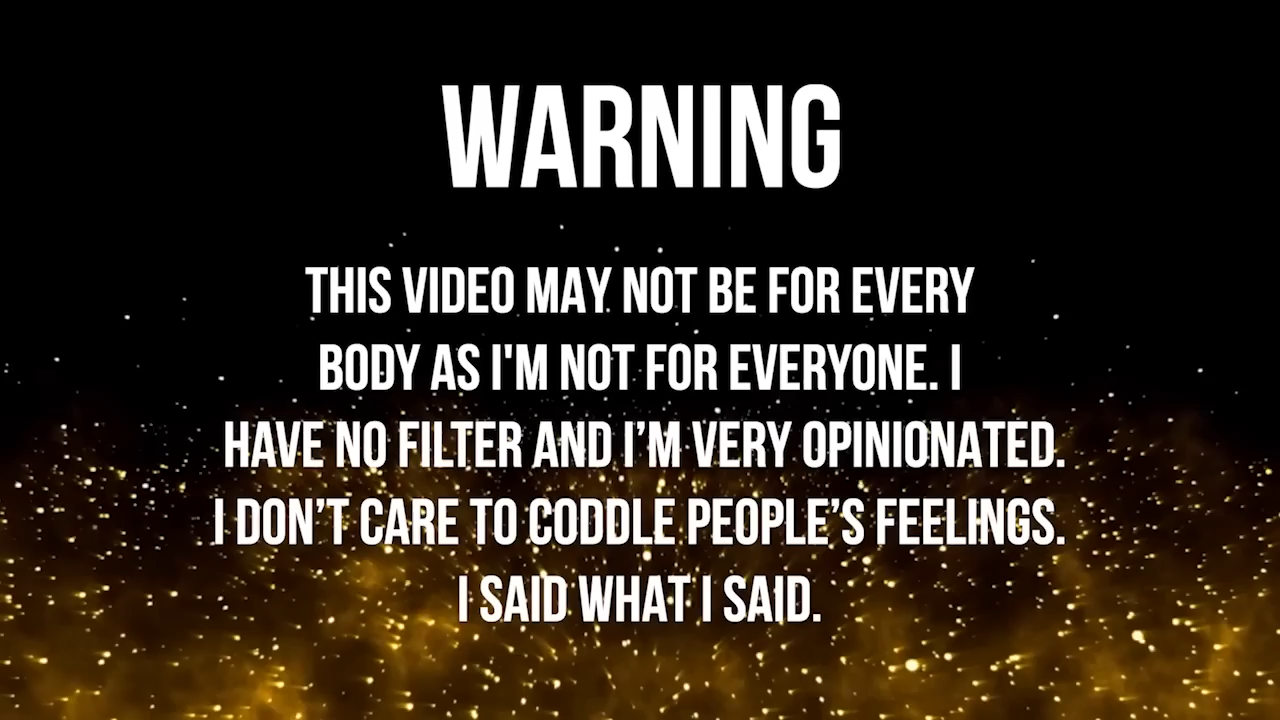 WARNING
THIS VIDEO MAY NOT BE FOR EVERY
BODY AS I'M NOT FOR EVERYONE. I
HAVE NO FILTER AND I’M VERY OPINIONATED.
I DON’T CARE TO CODDLE PEOPLE’S FEELINGS.
I SAID WHAT I SAID.